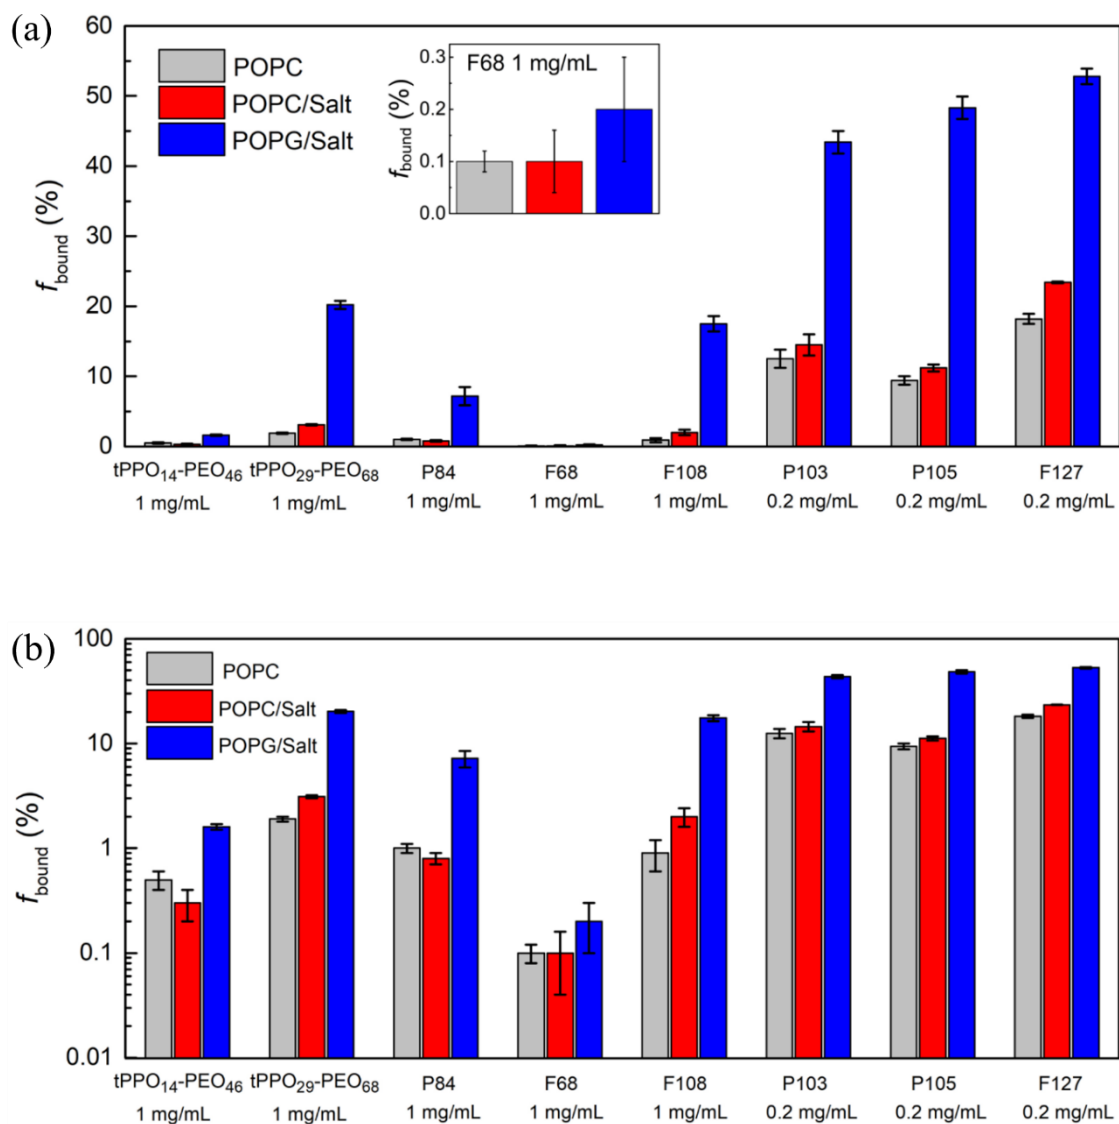 (a)
60
50
40
30
20
10
0
f bound (%)
POPC
POPC/Salt
POPG/Salt
F68 1 mg/mL
0.3
0.2
0.1
0.0
f bound (%)
tPPO14-PEO46 tPPO29-PEO68 P84 F68 F108 P103 P105 F127
1 mg/mL 1 mg/mL 1 mg/mL 1 mg/mL 1 mg/mL 0.2 mg/mL 0.2 mg/mL 0.2 mg/mL
(b)
100
10
1
0.1
0.01
f bound (%)
POPC
POPC/Salt
POPG/Salt
tPPO14-PEO46 tPPO29-PEO68 P84 F68 F108 P103 P105 F127
1 mg/mL 1 mg/mL 1 mg/mL 1 mg/mL 1 mg/mL 0.2 mg/mL 0.2 mg/mL 0.2 mg/mL